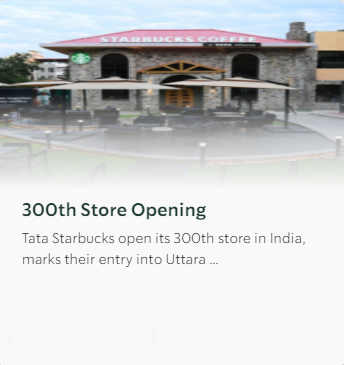 STARBUCKS COFFEE
300th Store Opening
Tata Starbucks open its 300th store in India,
marks their entry into Uttara ...